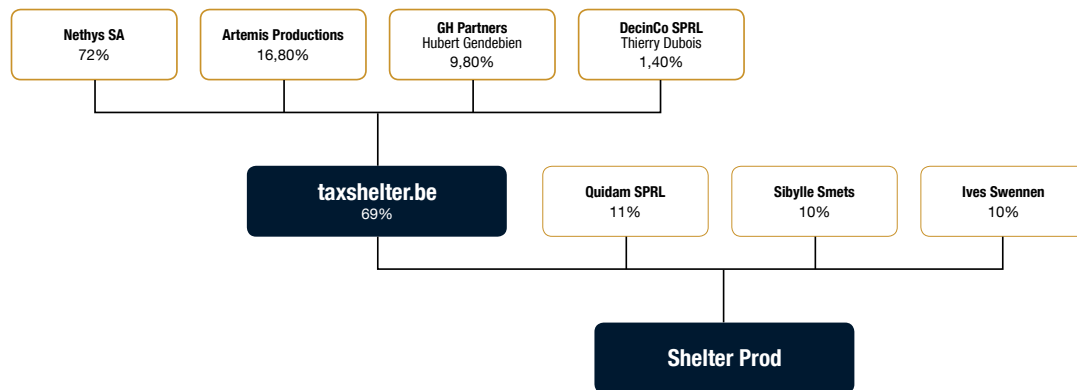 Nethys SA
72%
Artemis Productions
16,80%
GH Partners
Hubert Gendebien
9,80%
DecinCo SPRL
Thierry Dubois
1,40%
taxshelter.be
69%
Quidam SPRL
11%
Sibylle Smets
10%
Ives Swennen
10%
Shelter Prod